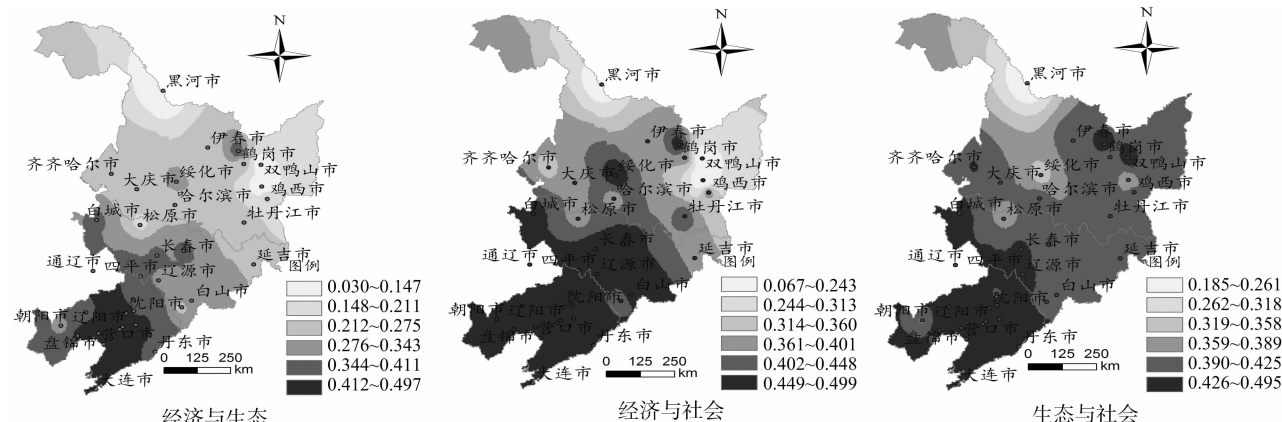 N
黑河市
伊春市
鹤岗市
齐齐哈尔市
绥化市
双鸭山市
大庆市
鸡西市
哈尔滨市
白城市
松原市
牡丹江市
长春市
延吉市
通辽市
四平市
辽源市
图例
白山市
沈阳市
朝阳市
辽阳市
营口市
盘锦市
丹东市
大连市
0.030~0.147
0.148~0.211
0.212~0.275
0.276~0.343
0.344~0.411
0.412~0.497
0 125 250
km
经济与生态
N
黑河市
伊春市
鹤岗市
齐齐哈尔市
绥化市
双鸭山市
大庆市
鸡西市
哈尔滨市
白城市
松原市
牡丹江市
长春市
延吉市
通辽市
四平市
辽源市
图例
白山市
沈阳市
朝阳市
辽阳市
营口市
盘锦市
丹东市
大连市
0.067~0.243
0.244~0.313
0.314~0.360
0.361~0.401
0.402~0.448
0.449~0.499
0 125 250
km
经济与社会
N
黑河市
伊春市
鹤岗市
齐齐哈尔市
绥化市
双鸭山市
大庆市
鸡西市
哈尔滨市
白城市
松原市
牡丹江市
长春市
延吉市
通辽市
四平市
辽源市
图例
白山市
沈阳市
朝阳市
辽阳市
营口市
盘锦市
丹东市
大连市
0.185~0.261
0.262~0.318
0.319~0.358
0.359~0.389
0.390~0.425
0.426~0.495
0 125 250
km
生态与社会